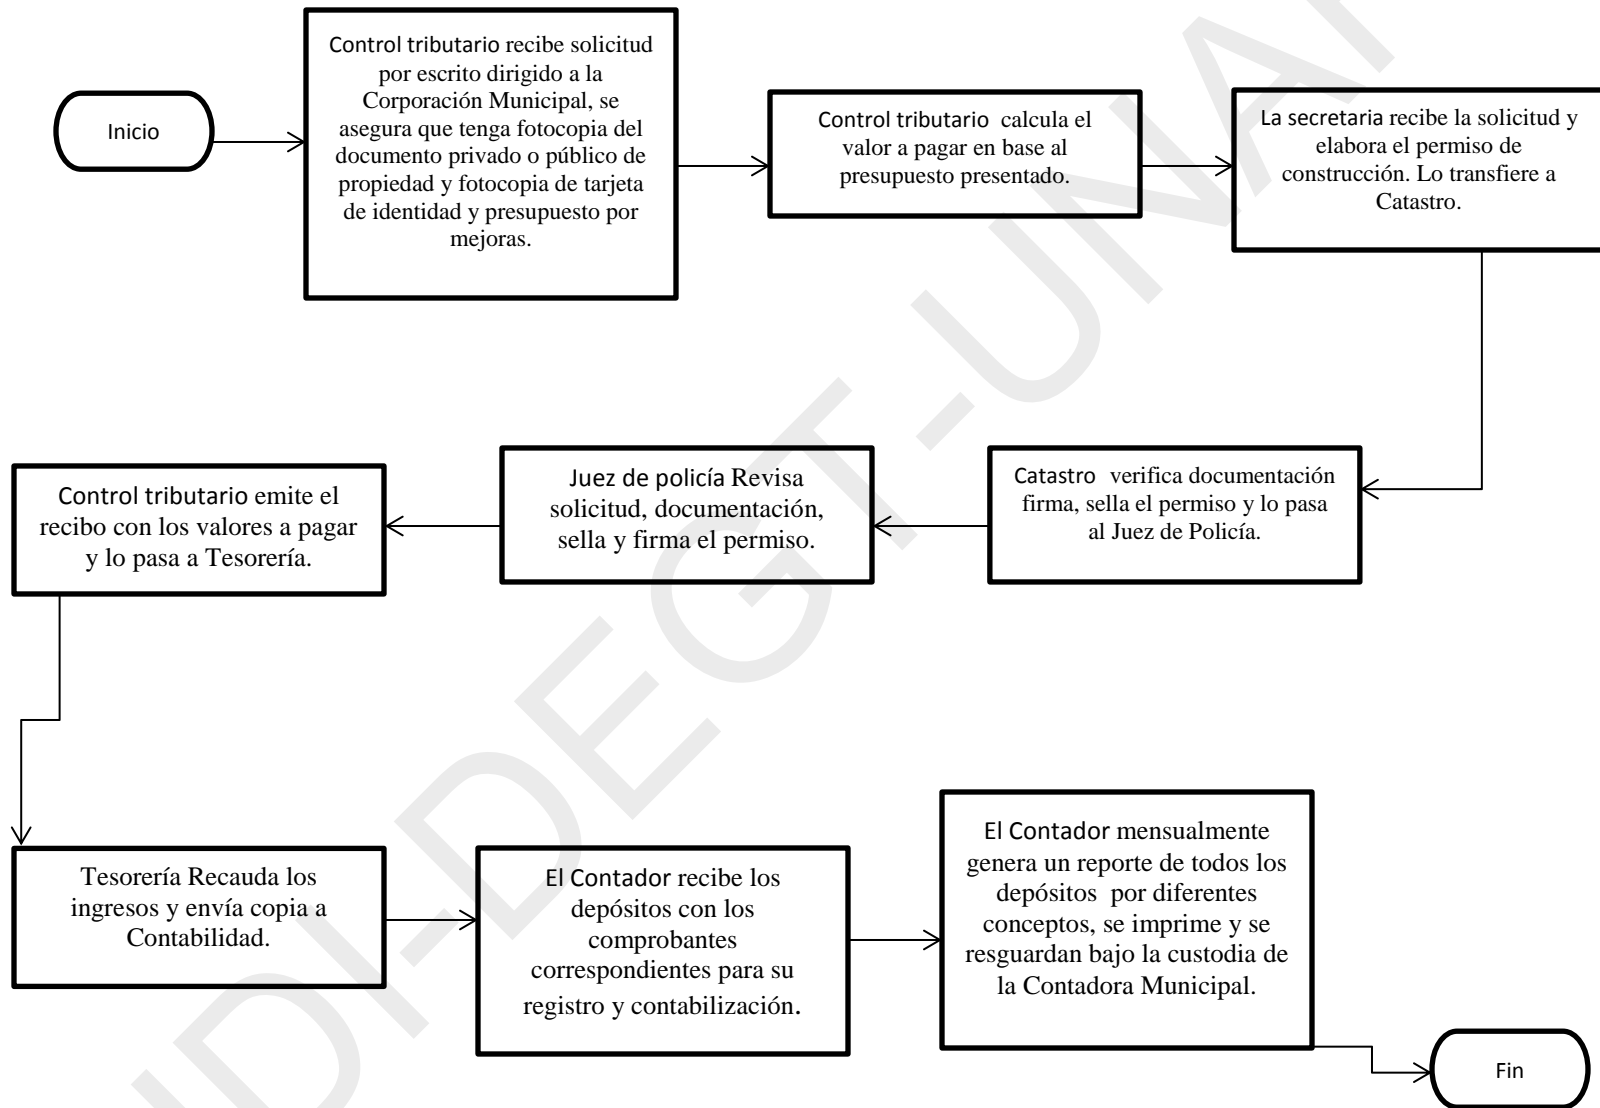 Inicio
Control tributario recibe solicitud
por escrito dirigido a la
Corporación Municipal, se
asegura que tenga fotocopia del
documento privado o público de
propiedad y fotocopia de tarjeta
de identidad y presupuesto por
mejoras.
Control tributario calcula el
valor a pagar en base al
presupuesto presentado.
La secretaria recibe la solicitud y
elabora el permiso de
construcción. Lo transfiere a
Catastro.
Catastro verifica documentación
firma, sella el permiso y lo pasa
al Juez de Policía.
Juez de policía Revisa
solicitud, documentación,
sella y firma el permiso.
Control tributario emite el
recibo con los valores a pagar
y lo pasa a Tesorería.
Tesorería Recauda los
ingresos y envía copia a
Contabilidad.
El Contador recibe los
depósitos con los
comprobantes
correspondientes para su
registro y contabilización.
El Contador mensualmente
genera un reporte de todos los
depósitos por diferentes
conceptos, se imprime y se
resguardan bajo la custodia de
la Contadora Municipal.
Fin